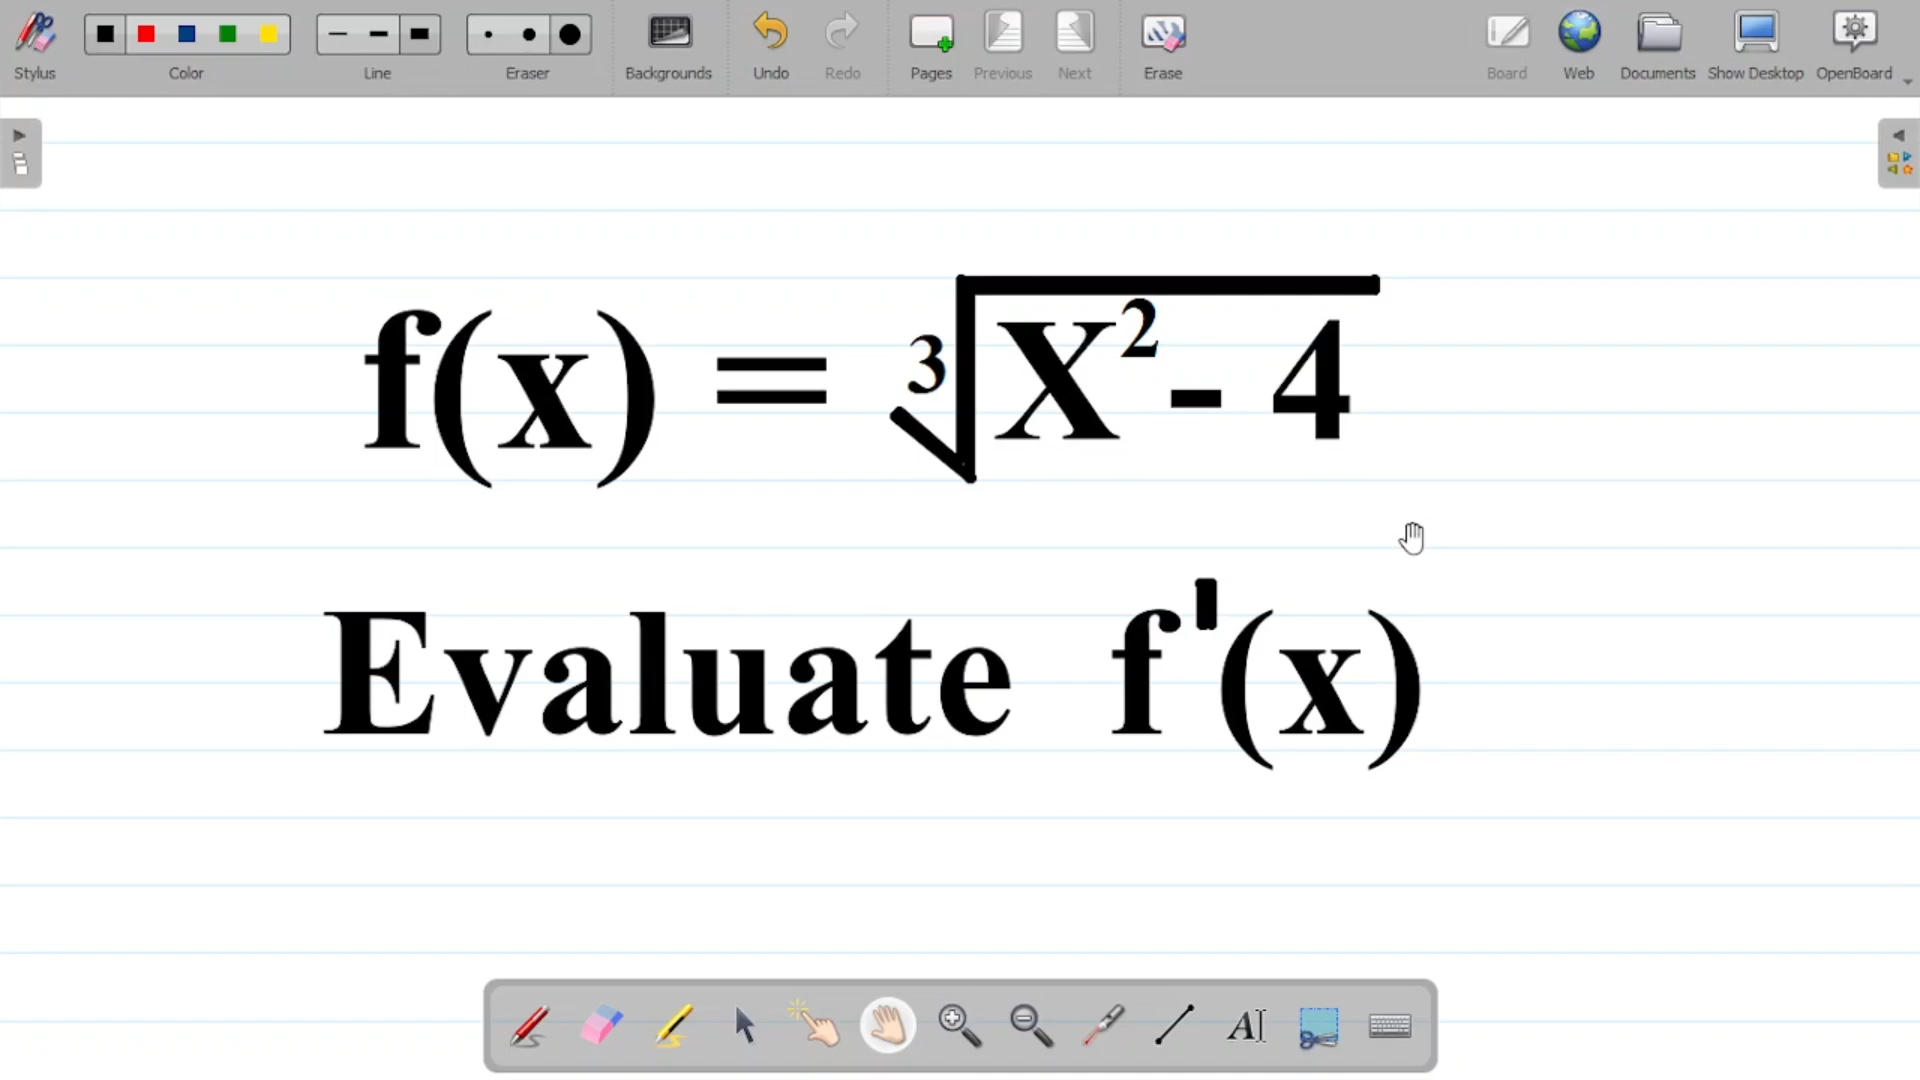 Stylus Color Line Eraser Backgrounds Undo Redo Pages Previous Next Erase Board Web Documents Show Desktop OpenBoard
f(x) = ∛X² - 4
Evaluate f'(x)